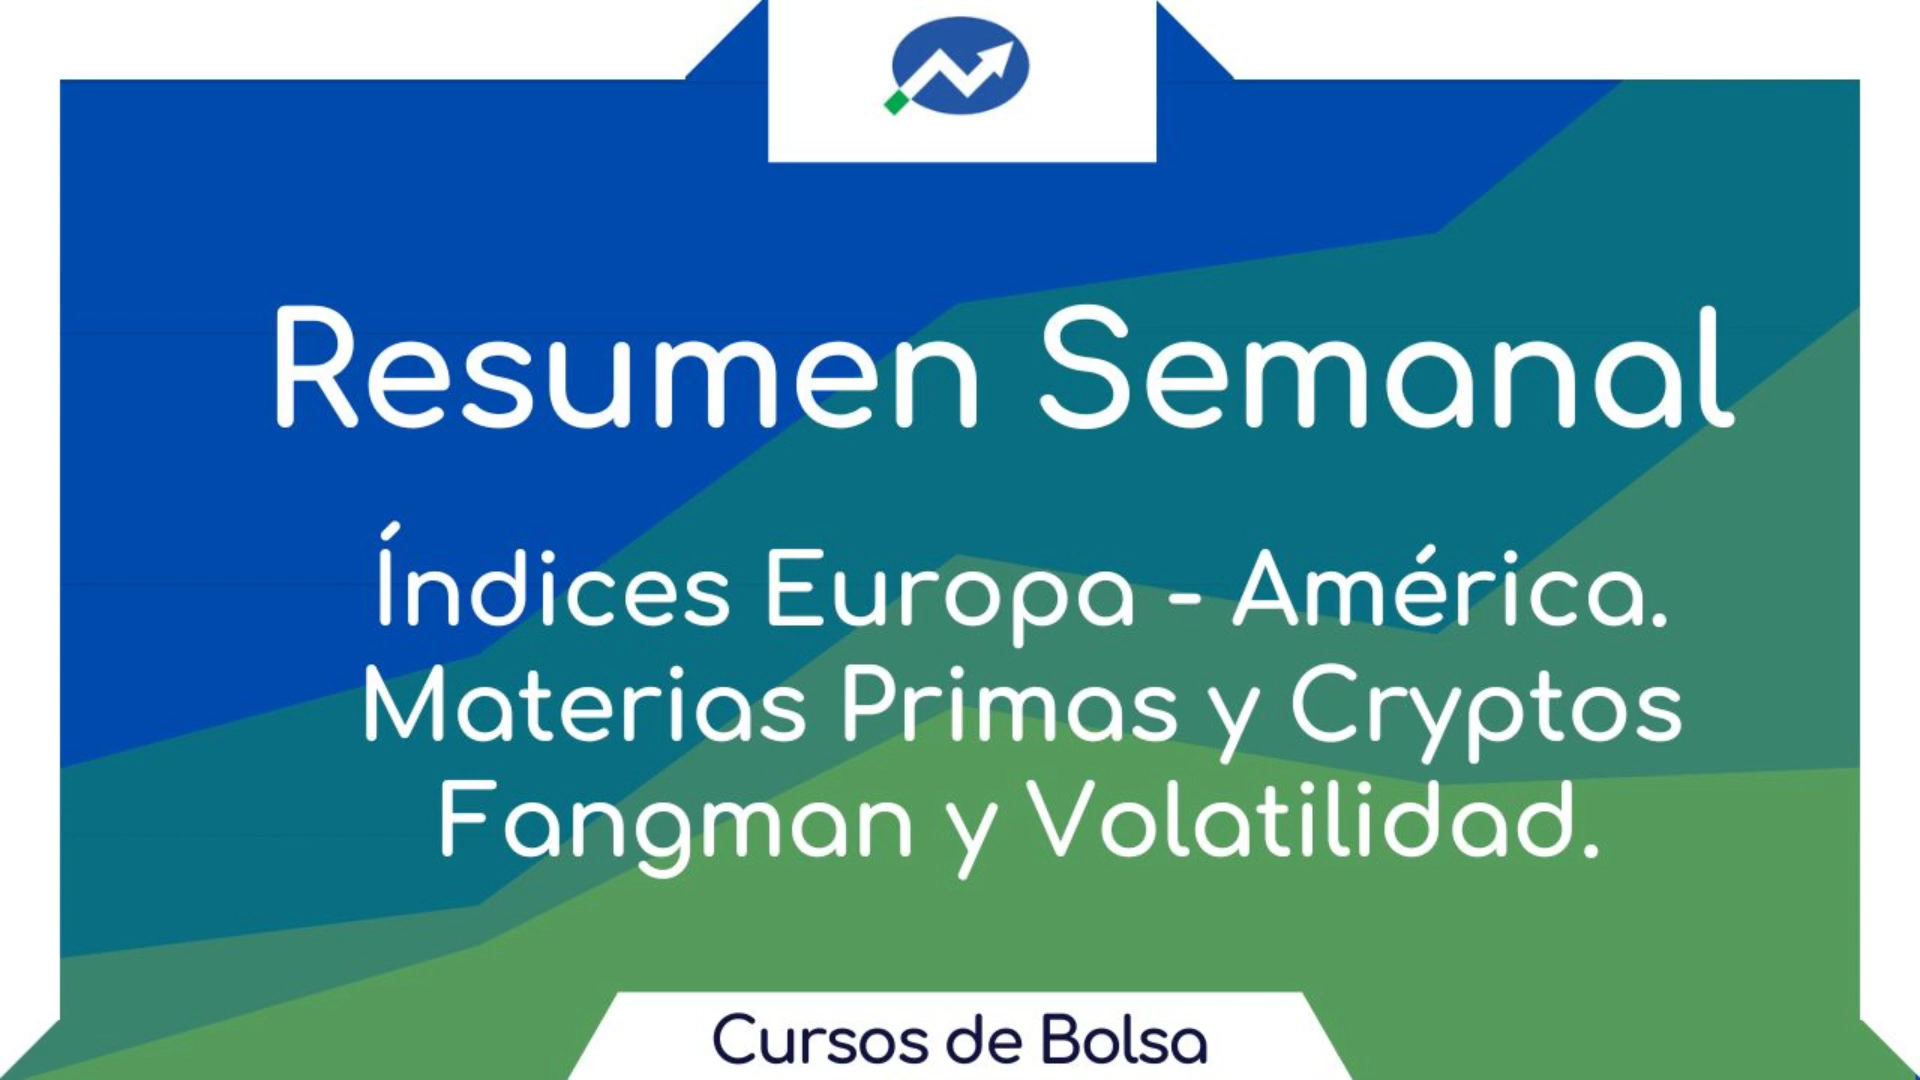 Resumen Semanal
Índices Europa - América.
Materias Primas y Cryptos
Fangman y Volatilidad.
Cursos de Bolsa